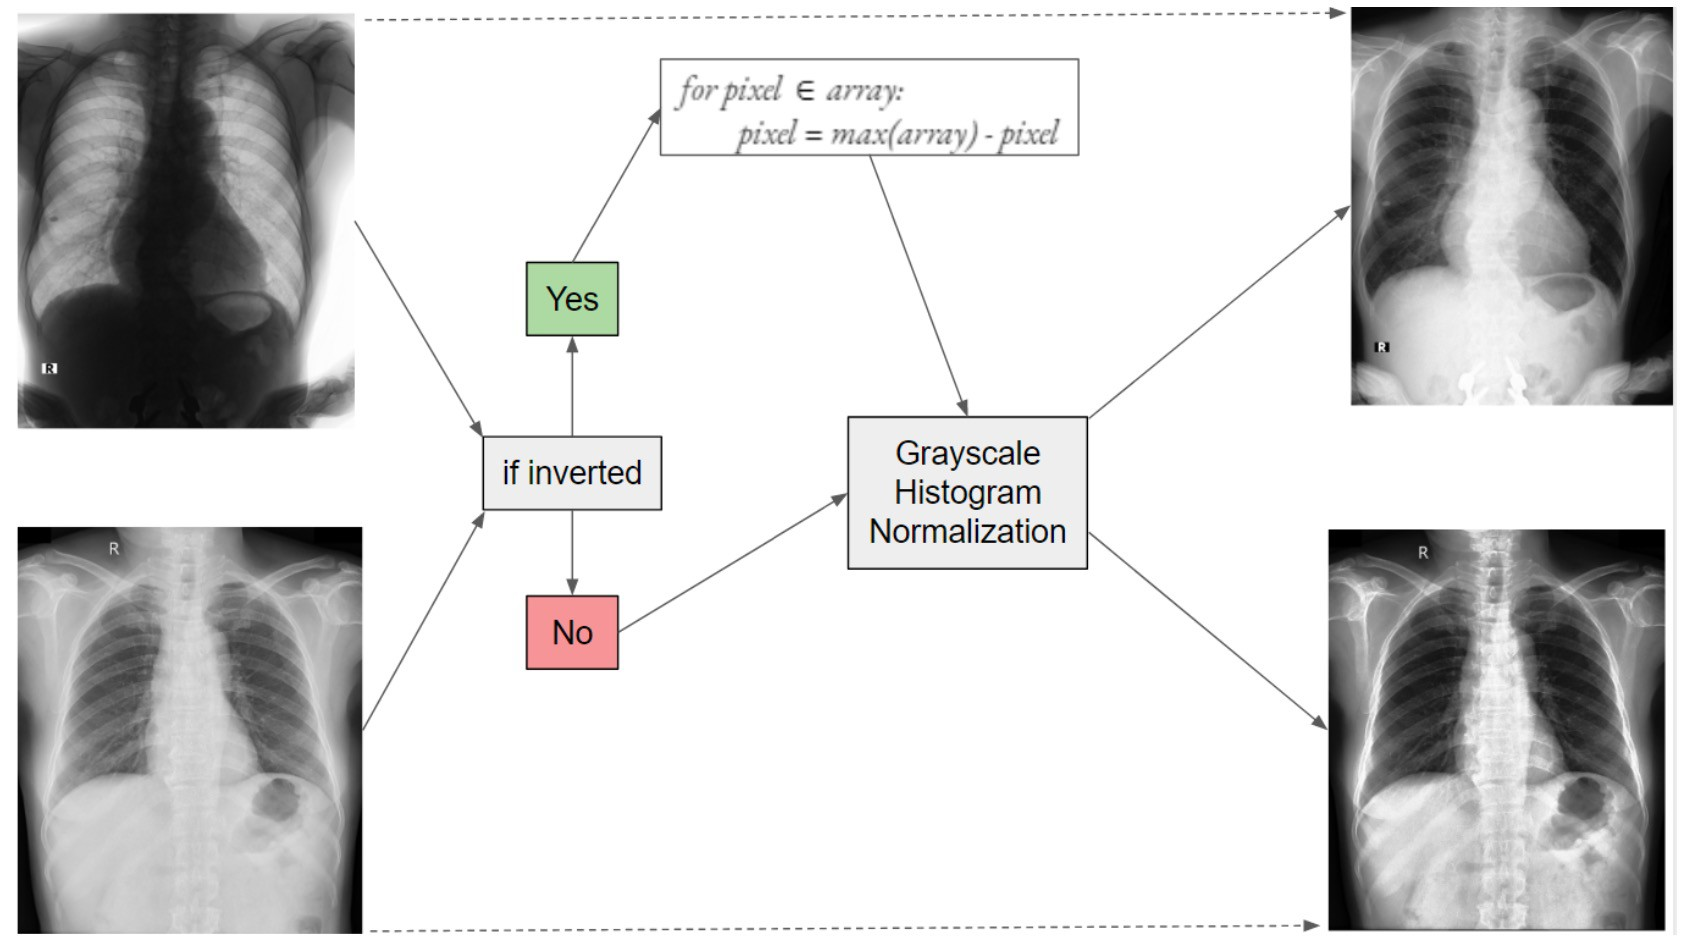 for pixel ∈ array:
pixel = max(array) - pixel
Yes
R
if inverted
No
Grayscale
Histogram
Normalization
R
R
R